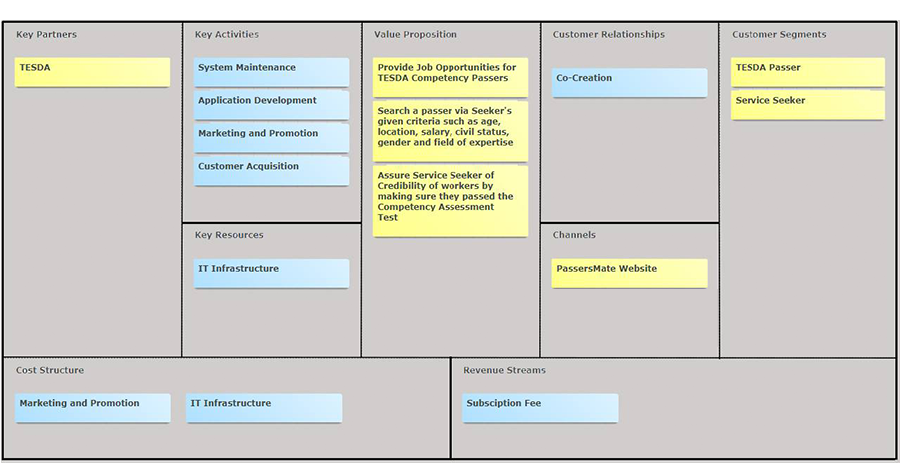 Key Partners
TESDA
Key Activities
System Maintenance
Application Development
Marketing and Promotion
Customer Acquisition
Key Resources
IT Infrastructure
Value Proposition
Provide Job Opportunities for
TESDA Competency Passers
Search a passer via Seeker's
given criteria such as age,
location, salary, civil status,
gender and field of expertise
Assure Service Seeker of
Credibility of workers by
making sure they passed the
Competency Assessment
Test
Customer Relationships
Co-Creation
Channels
PassersMate Website
Customer Segments
TESDA Passer
Service Seeker
Cost Structure
Marketing and Promotion
IT Infrastructure
Revenue Streams
Subsciption Fee